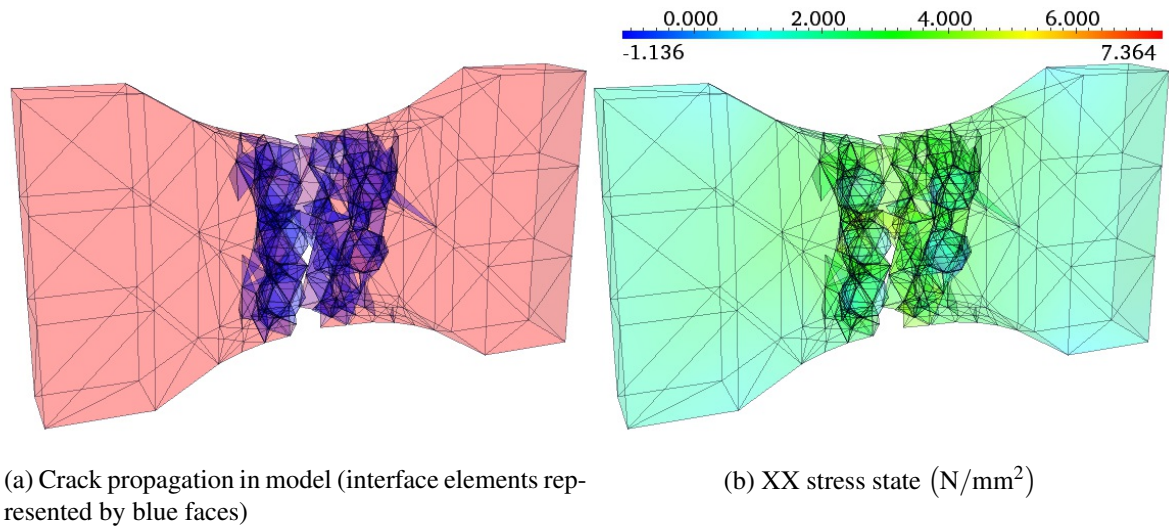 0.000 2.000 4.000 6.000
-1.136 7.364
(a) Crack propagation in model (interface elements rep-
resented by blue faces)
(b) XX stress state (N/mm²)